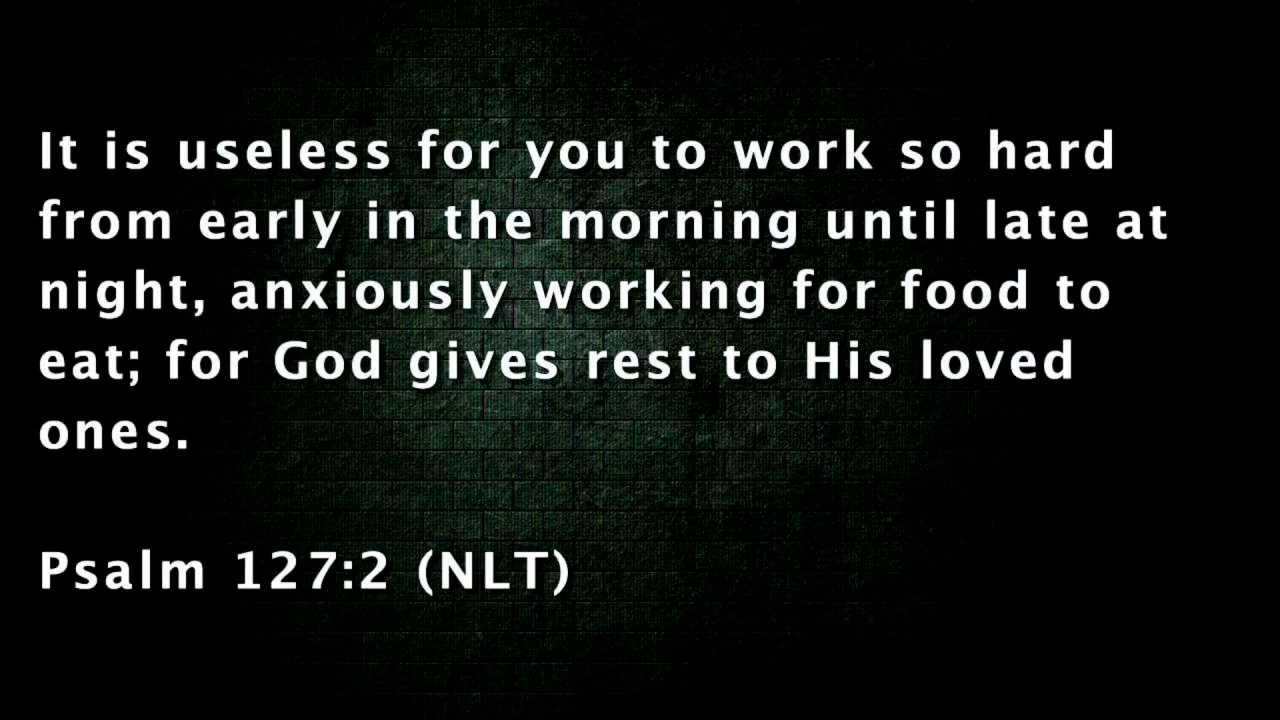 It is useless for you to work so hard
from early in the morning until late at
night, anxiously working for food to
eat; for God gives rest to His loved
ones.
Psalm 127:2 (NLT)